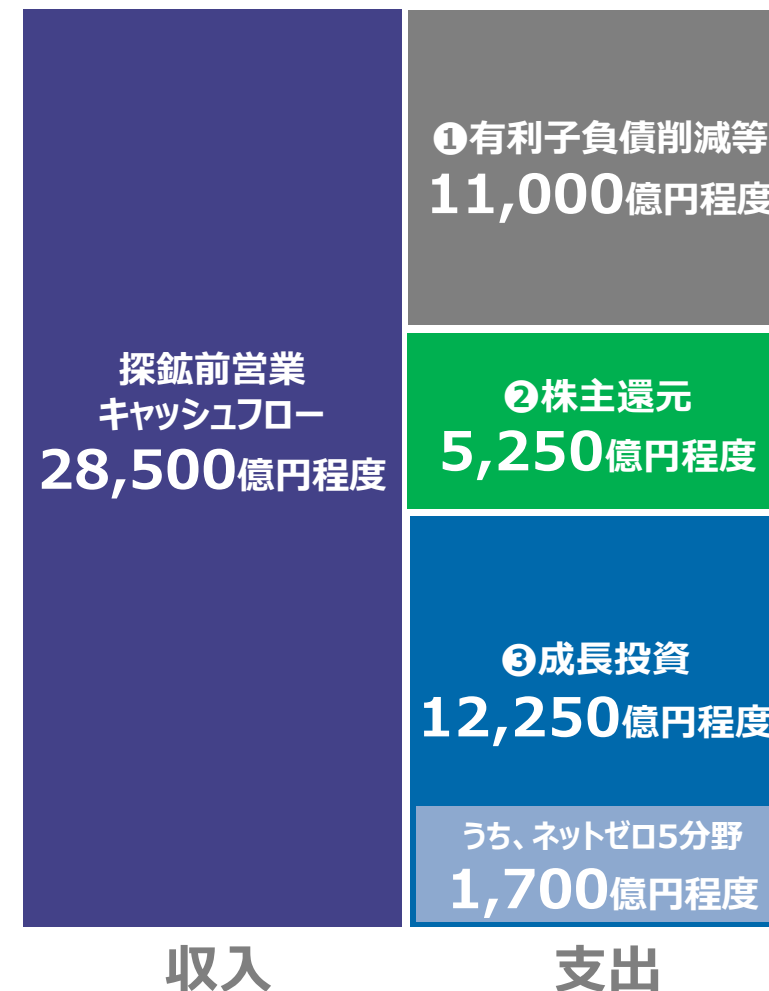 探鉱前営業
キャッシュフロー
28,500億円程度
❶有利子負債削減等
11,000億円程度
❷株主還元
5,250億円程度
❸成長投資
12,250億円程度
うち、ネットゼロ5分野
1,700億円程度
収入
支出